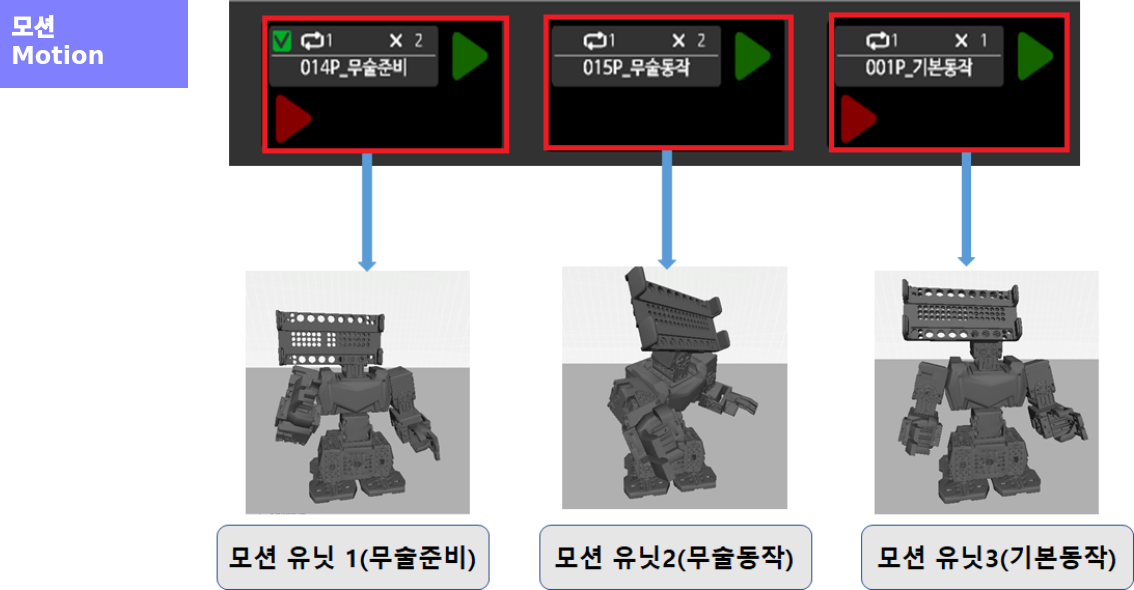 모션
Motion
1 X 2
014P_무술준비
1 X 2
015P_무술동작
1 X 1
001P_기본동작
모션 유닛 1(무술준비)
모션 유닛2(무술동작)
모션 유닛3(기본동작)